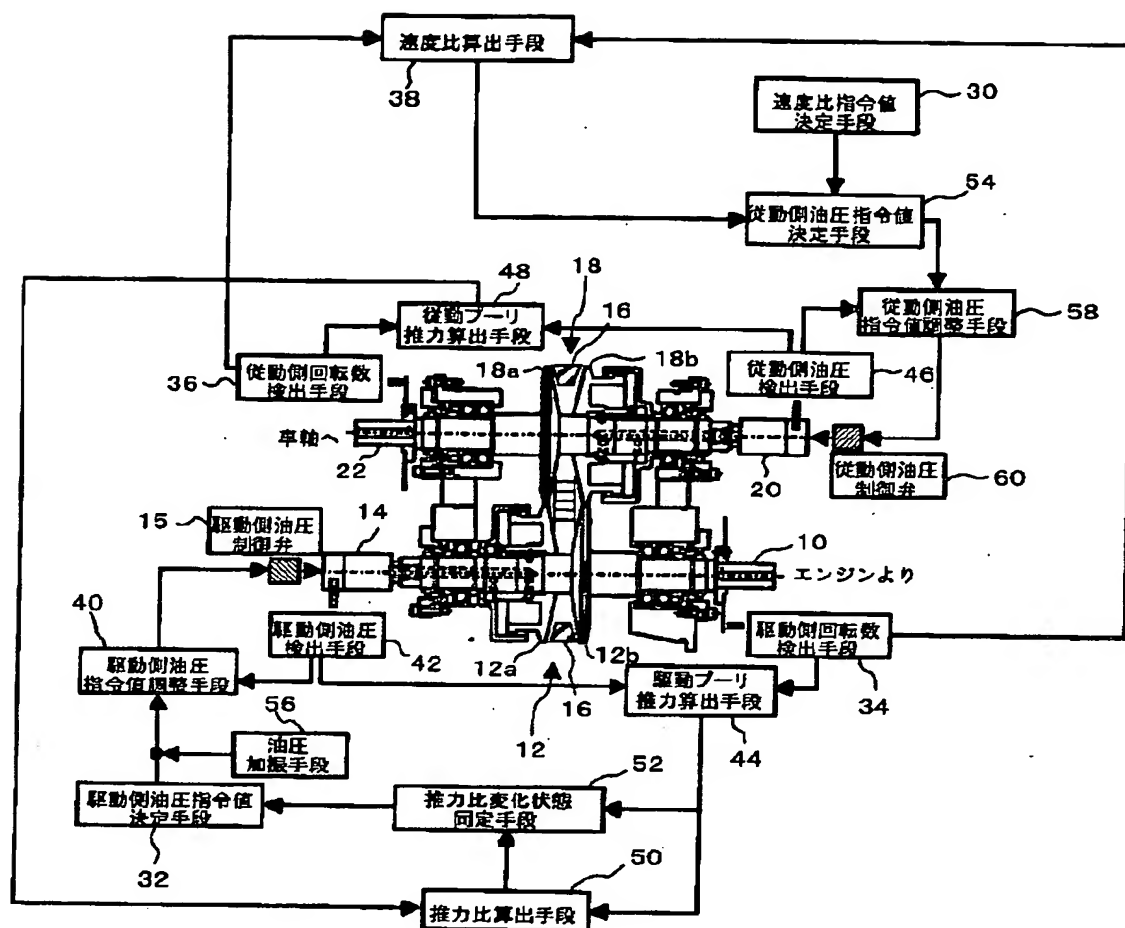 速度比算出手段
38
速度比指令値
決定手段
30
従動側油圧指令値
決定手段
54
48
18
16
従動プーリ
推力算出手段
従動側油圧
指令値調整手段
58
36
従動側回転数
検出手段
18a
18b
従動側油圧
検出手段
46
車軸へ
22
20
従動側油圧
制御弁
60
15
駆動側油圧
制御弁
14
10
エンジンより
40
駆動側油圧
検出手段
42
12a
16
12b
駆動側回転数
検出手段
34
駆動側油圧
指令値調整手段
12
駆動プーリ
推力算出手段
44
56
油圧
加振手段
52
駆動側油圧指令値
決定手段
32
推力比変化状態
同定手段
50
推力比算出手段